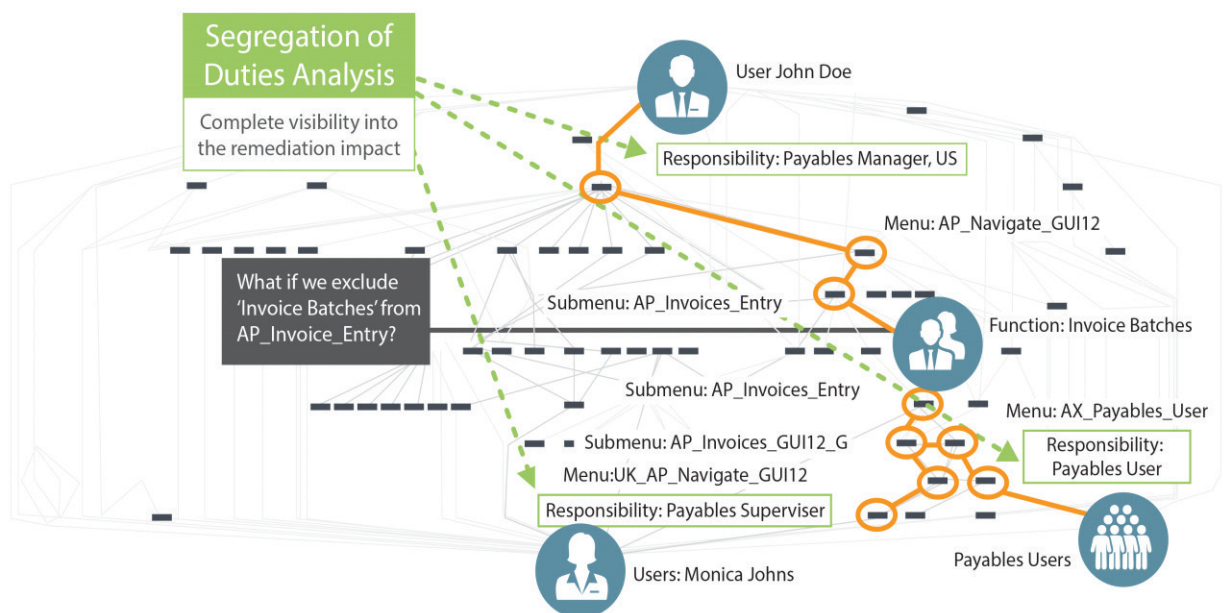 Segregation of
Duties Analysis
Complete visibility into
the remediation impact
User John Doe
Responsibility: Payables Manager, US
Menu: AP_Navigate_GUI12
What if we exclude
‘Invoice Batches’ from
AP_Invoice_Entry?
Submenu: AP_Invoices_Entry
Function: Invoice Batches
Submenu: AP_Invoices_Entry
Menu: AX_Payables_User
Submenu: AP_Invoices_GUI12_G
Responsibility:
Payables User
Menu:UK_AP_Navigate_GUI12
Responsibility: Payables Superviser
Payables Users
Users: Monica Johns